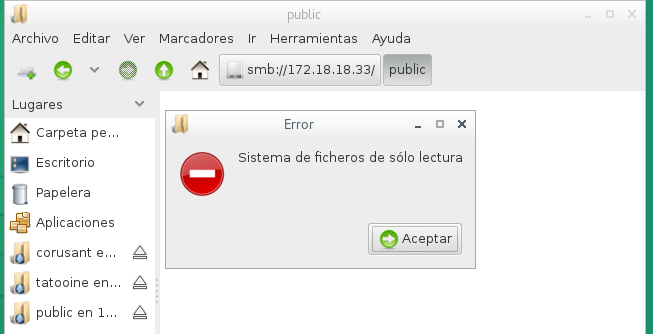 public
Archivo Editar Ver Marcadores Ir Herramientas Ayuda
smb://172.18.18.33/ public
Lugares
Carpeta pe...
Escritorio
Papelera
Aplicaciones
corusant e...
tatooine en...
public en 1...
Error
Sistema de ficheros de sólo lectura
Aceptar